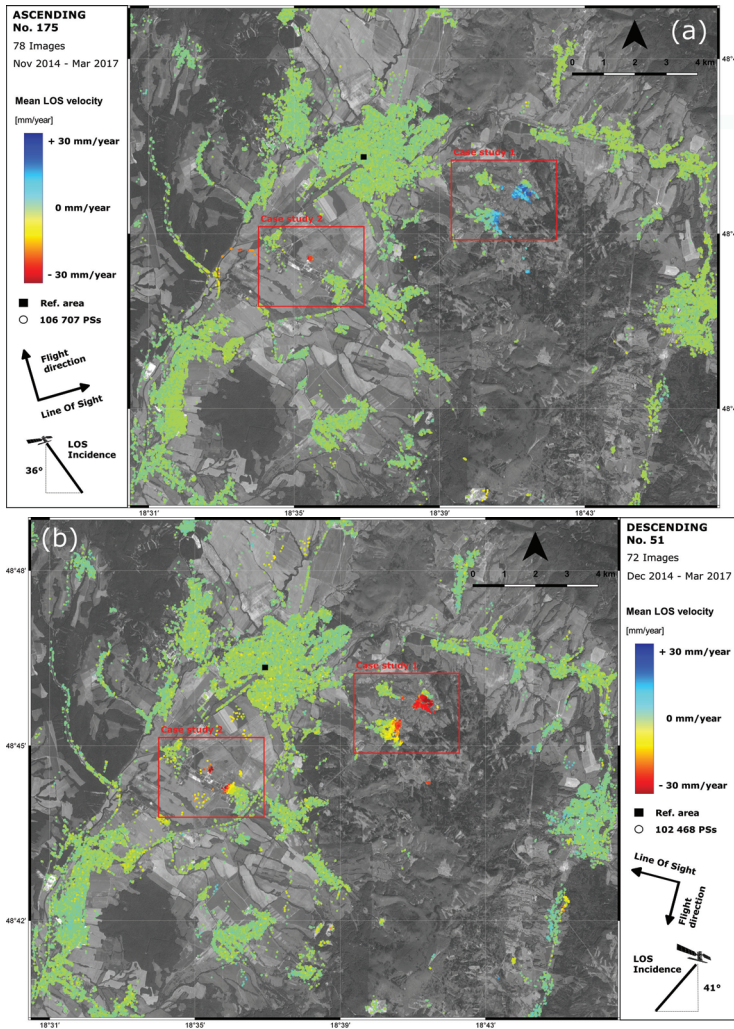 ASCENDING
No. 175
78 Images
Nov 2014 - Mar 2017
Mean LOS velocity
[mm/year]
+ 30 mm/year
0 mm/year
- 30 mm/year
Ref. area
106 707 PSs
Flight
direction
Line Of Sight
LOS
Incidence
36°
(a)
0 2 4 km
Case study 1
Case study 2
48°4
48°4
48°4
18°31' 18°35' 18°39' 18°43'
(b)
0 2 4 km
Case study 1
Case study 2
48°48'
48°45'
48°42'
18°31' 18°35' 18°39' 18°43'
DESCENDING
No. 51
72 Images
Dec 2014 - Mar 2017
Mean LOS velocity
[mm/year]
+ 30 mm/year
0 mm/year
- 30 mm/year
Ref. area
102 468 PSs
Line Of Sight
Flight
direction
LOS
Incidence
41°